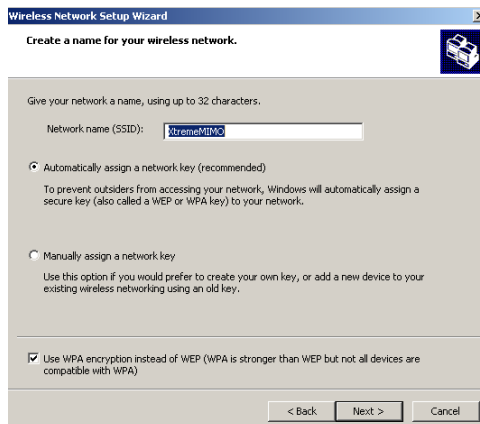 Wireless Network Setup Wizard
Create a name for your wireless network.
Give your network a name, using up to 32 characters.
Network name (SSID): XtremeMIMO
Automatically assign a network key (recommended)
To prevent outsiders from accessing your network, Windows will automatically assign a
secure key (also called a WEP or WPA key) to your network.
Manually assign a network key
Use this option if you would prefer to create your own key, or add a new device to your
existing wireless networking using an old key.
Use WPA encryption instead of WEP (WPA is stronger than WEP but not all devices are
compatible with WPA)
< Back Next > Cancel